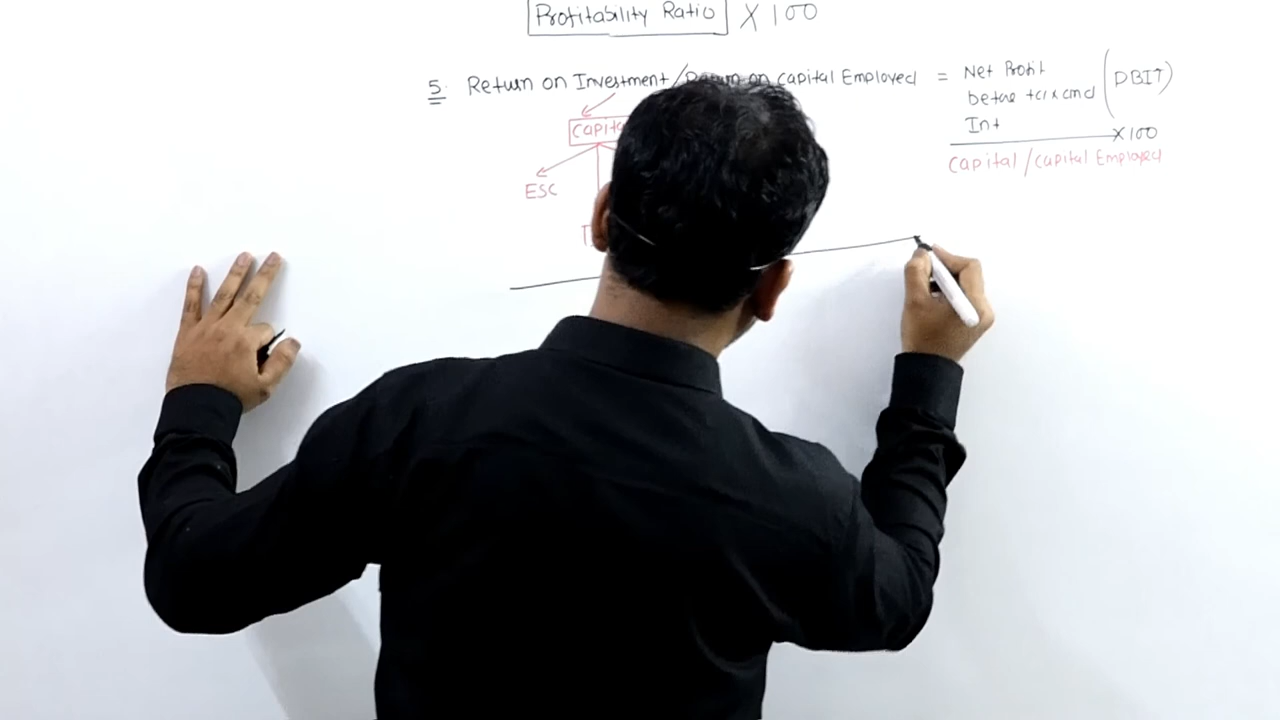 Profitability Ratio X 100
5. Return on Investment / Return on Capital Employed = Net Profit before tax and Int (PBIT) X100
Capital / Capital Employed
ESC